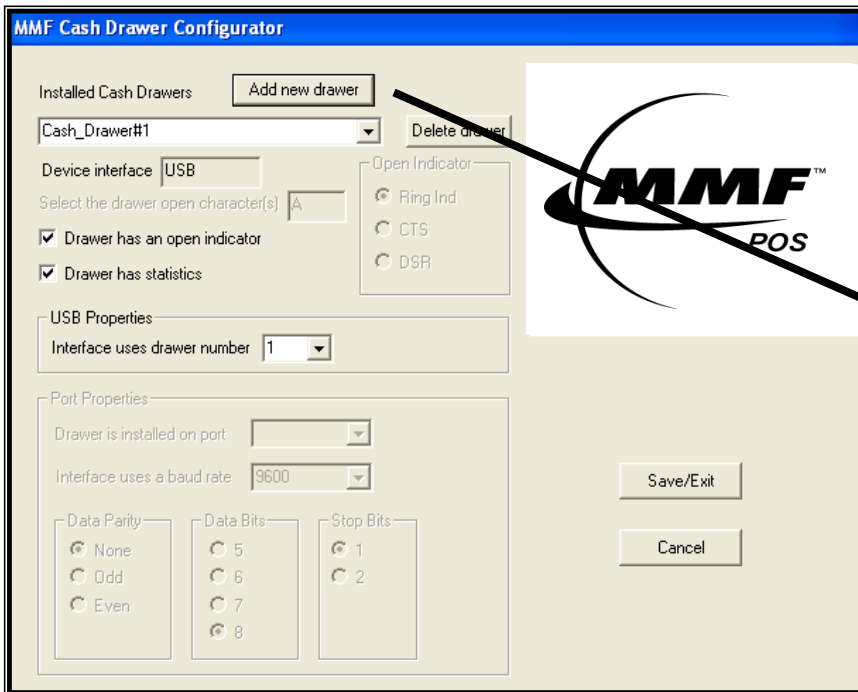 MMF Cash Drawer Configurator
Installed Cash Drawers Add new drawer
Cash_Drawer#1 Delete drawer
Device interface USB
Select the drawer open character(s) A
Drawer has an open indicator
Drawer has statistics
Open Indicator
Ring Ind
CTS
DSR
MMF™
POS
USB Properties
Interface uses drawer number 1
Port Properties
Drawer is installed on port
Interface uses a baud rate 9600
Data Parity
None
Odd
Even
Data Bits
5
6
7
8
Stop Bits
1
2
Save/Exit
Cancel